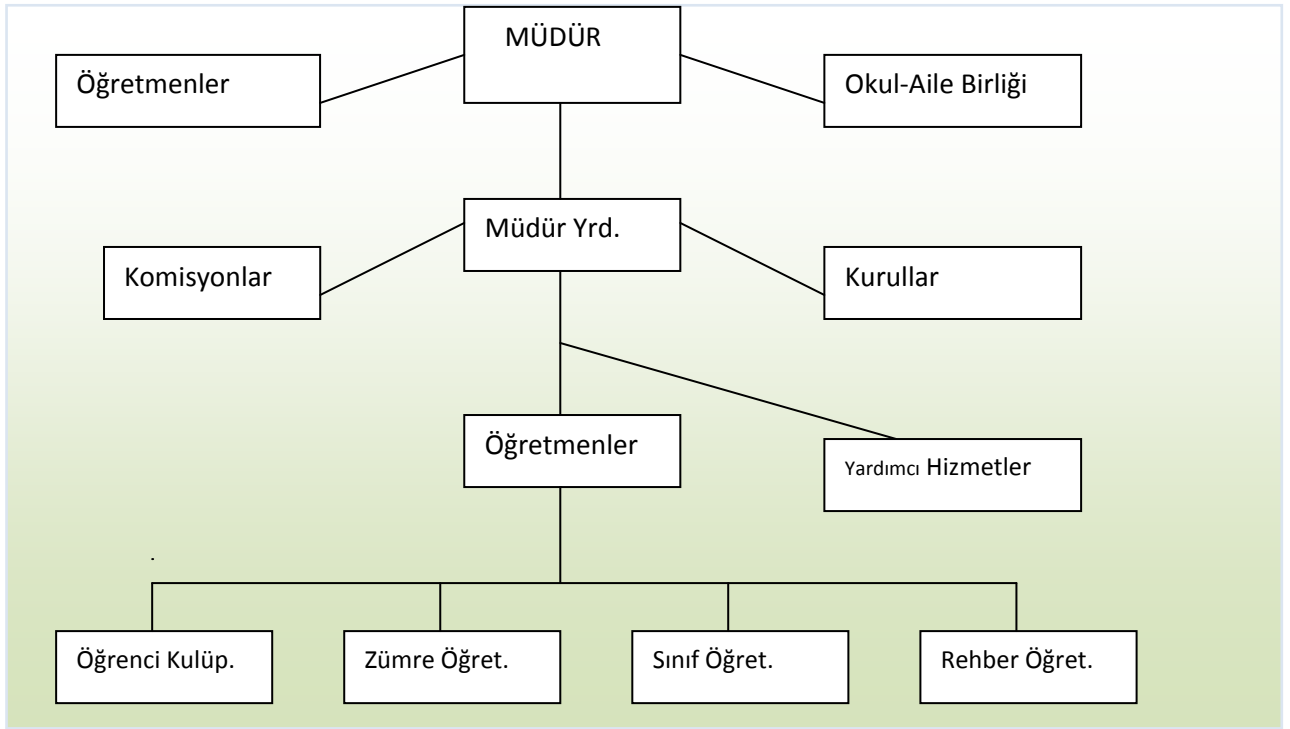 MÜDÜR
Öğretmenler
Okul-Aile Birliği
Müdür Yrd.
Komisyonlar
Kurullar
Öğretmenler
Yardımcı Hizmetler
.
Öğrenci Kulüp.
Zümre Öğret.
Sınıf Öğret.
Rehber Öğret.